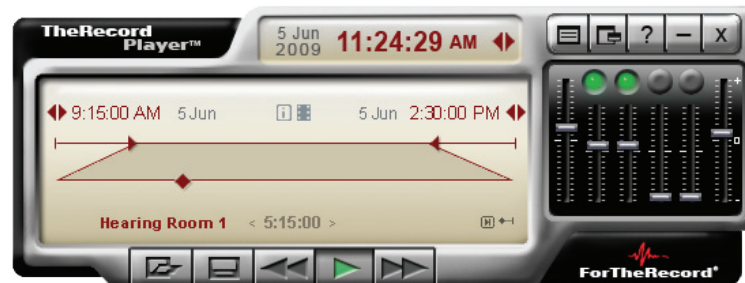 TheRecord
Player™
5 Jun
2009
11:24:29 AM
? – X
9:15:00 AM 5 Jun
i
5 Jun 2:30:00 PM
+
0
-
Hearing Room 1 < 5:15:00 >
H
ForTheRecord®